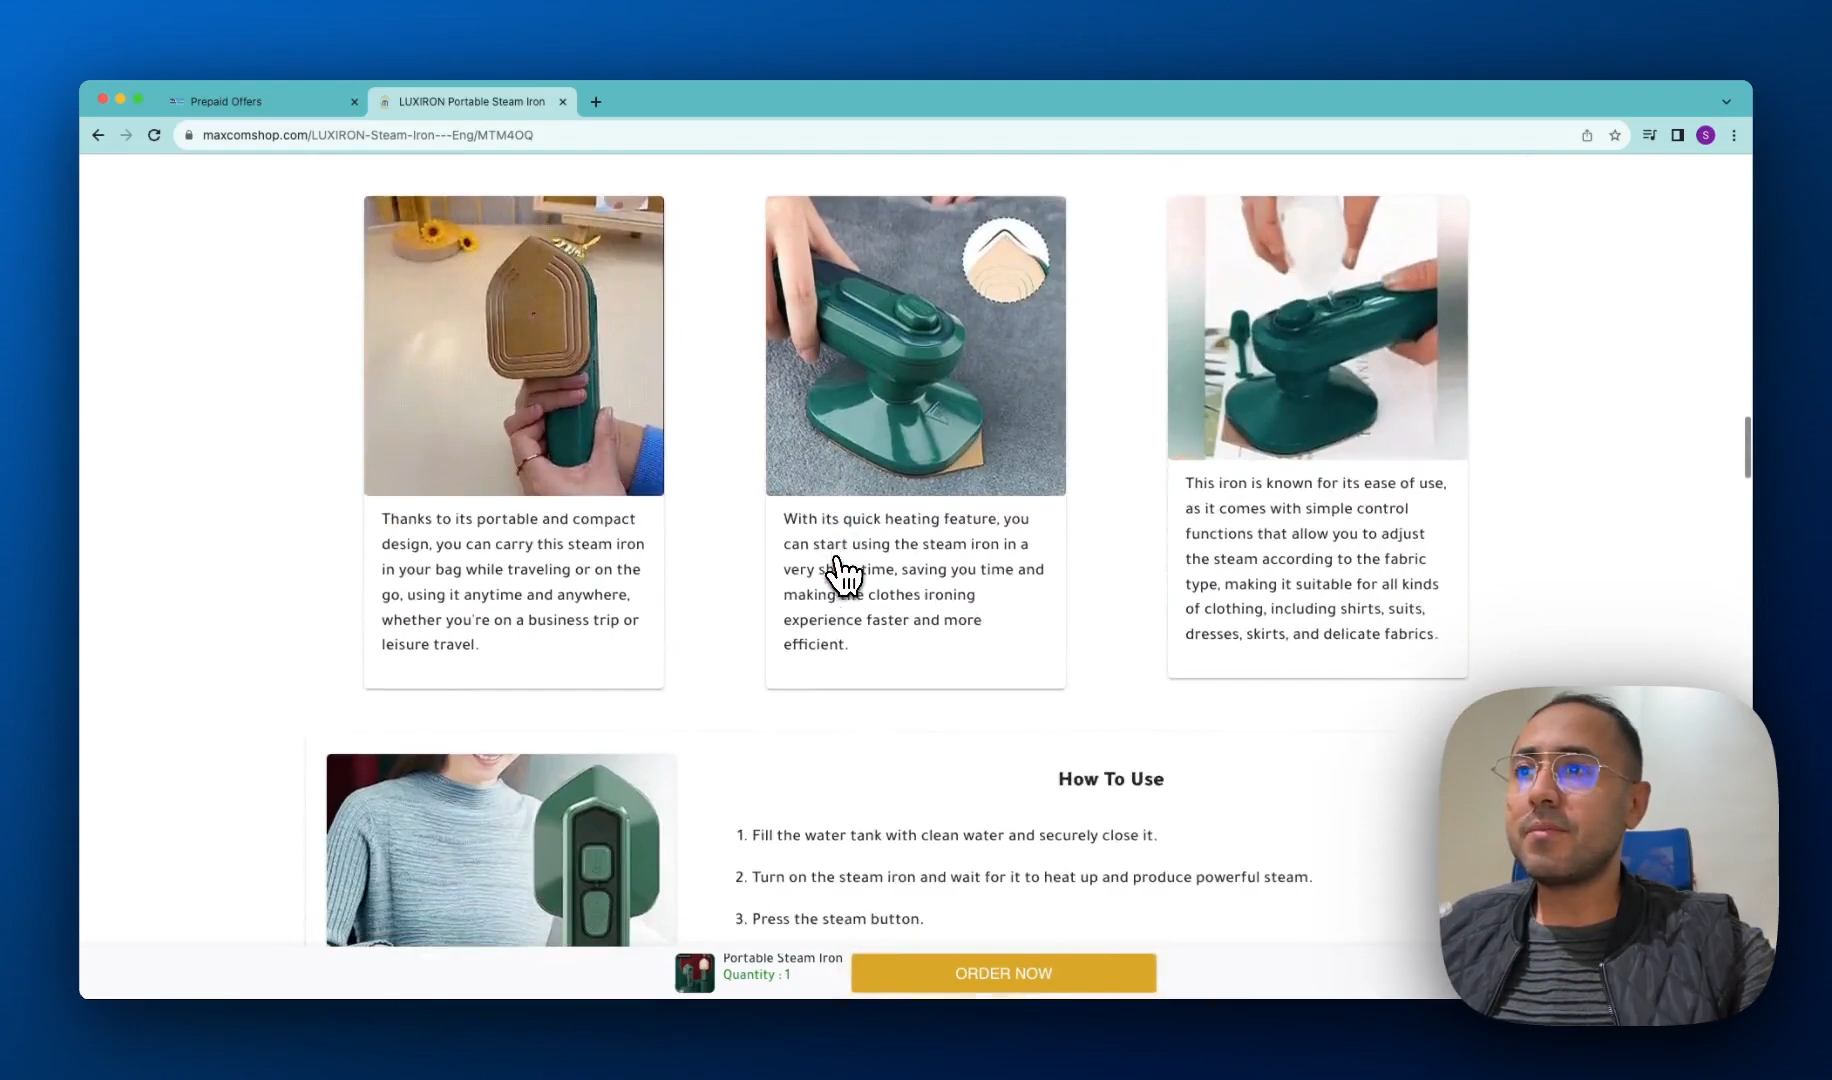 Prepaid Offers
LUXIRON Portable Steam Iron
maxcomshop.com/LUXIRON-Steam-Iron---Eng/MTM4OQ
S
Thanks to its portable and compact
design, you can carry this steam iron
in your bag while traveling or on the
go, using it anytime and anywhere,
whether you're on a business trip or
leisure travel.
With its quick heating feature, you
can start using the steam iron in a
very time, saving you time and
making clothes ironing
experience faster and more
efficient.
This iron is known for its ease of use,
as it comes with simple control
functions that allow you to adjust
the steam according to the fabric
type, making it suitable for all kinds
of clothing, including shirts, suits,
dresses, skirts, and delicate fabrics.
How To Use
1. Fill the water tank with clean water and securely close it.
2. Turn on the steam iron and wait for it to heat up and produce powerful steam.
3. Press the steam button.
Portable Steam Iron
Quantity : 1
ORDER NOW